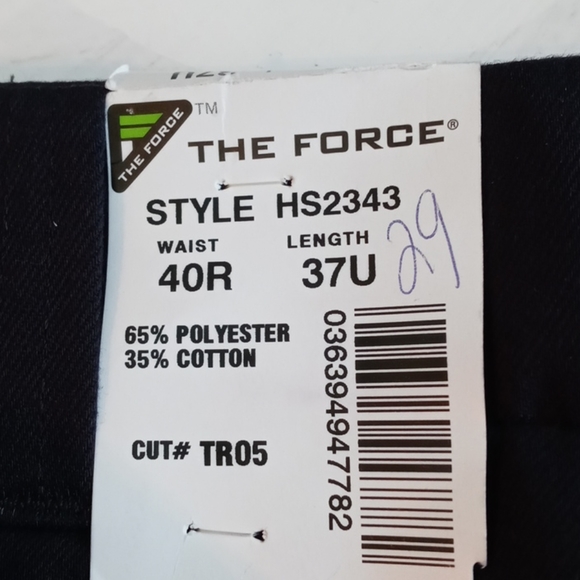 THE FORCE
TM
THE FORCE®
STYLE HS2343
WAIST LENGTH
40R 37U
29
65% POLYESTER
35% COTTON
036394947782
CUT# TR05